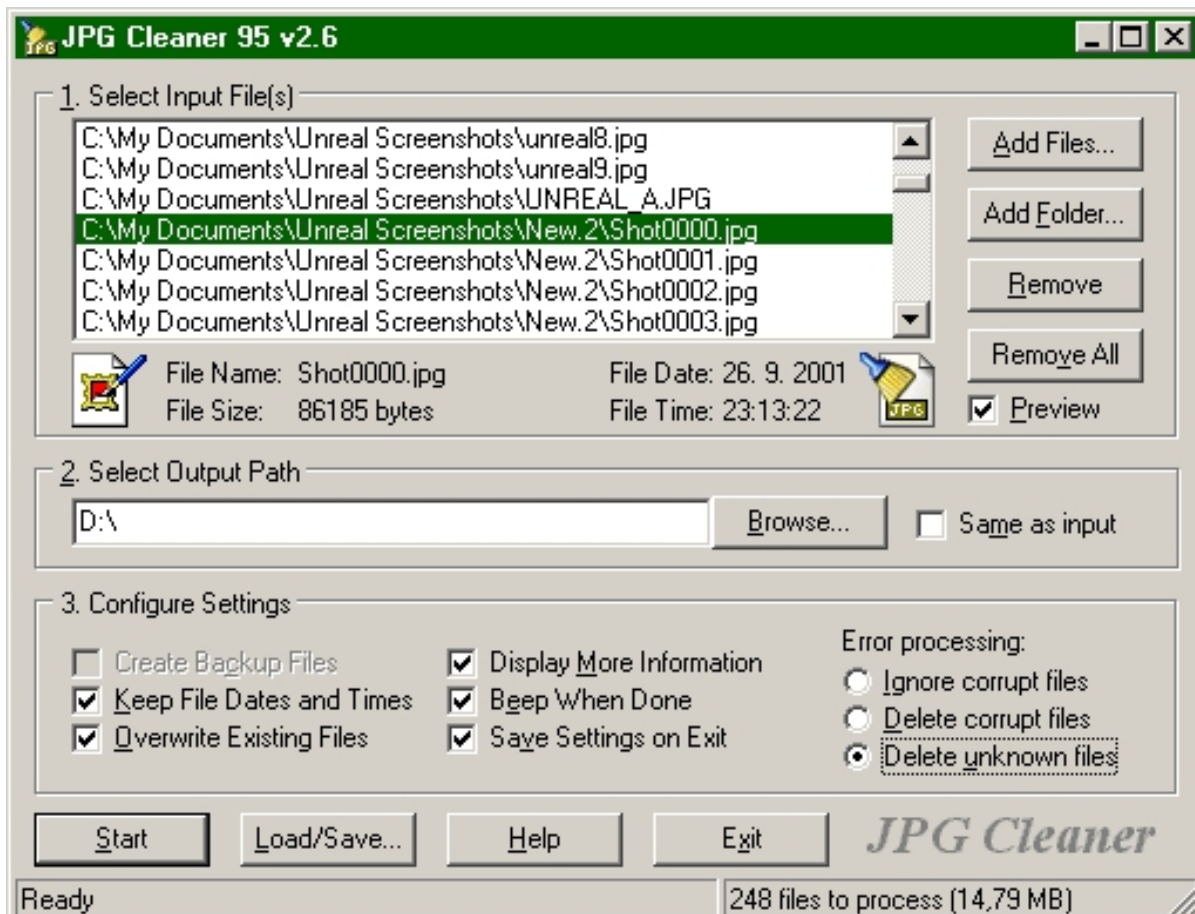 JPG Cleaner 95 v2.6
1. Select Input File(s)
C:\My Documents\Unreal Screenshots\unreal8.jpg
C:\My Documents\Unreal Screenshots\unreal9.jpg
C:\My Documents\Unreal Screenshots\UNREAL_A.JPG
C:\My Documents\Unreal Screenshots\New.2\Shot0000.jpg
C:\My Documents\Unreal Screenshots\New.2\Shot0001.jpg
C:\My Documents\Unreal Screenshots\New.2\Shot0002.jpg
C:\My Documents\Unreal Screenshots\New.2\Shot0003.jpg
Add Files...
Add Folder...
Remove
Remove All
Preview
File Name: Shot0000.jpg
File Size: 86185 bytes
File Date: 26. 9. 2001
File Time: 23:13:22
JPG
2. Select Output Path
D:\
Browse...
Same as input
3. Configure Settings
Create Backup Files
Keep File Dates and Times
Overwrite Existing Files
Display More Information
Beep When Done
Save Settings on Exit
Error processing:
Ignore corrupt files
Delete corrupt files
Delete unknown files
Start
Load/Save...
Help
Exit
JPG Cleaner
Ready
248 files to process (14,79 MB)